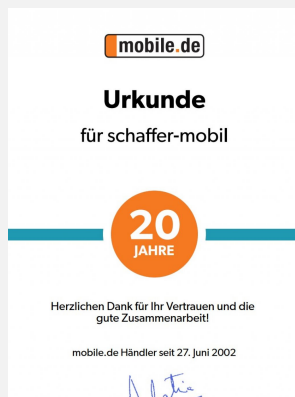 mobile.de
Urkunde
für schaffer-mobil
20
JAHRE
Herzlichen Dank für Ihr Vertrauen und die
gute Zusammenarbeit!
mobile.de Händler seit 27. Juni 2002